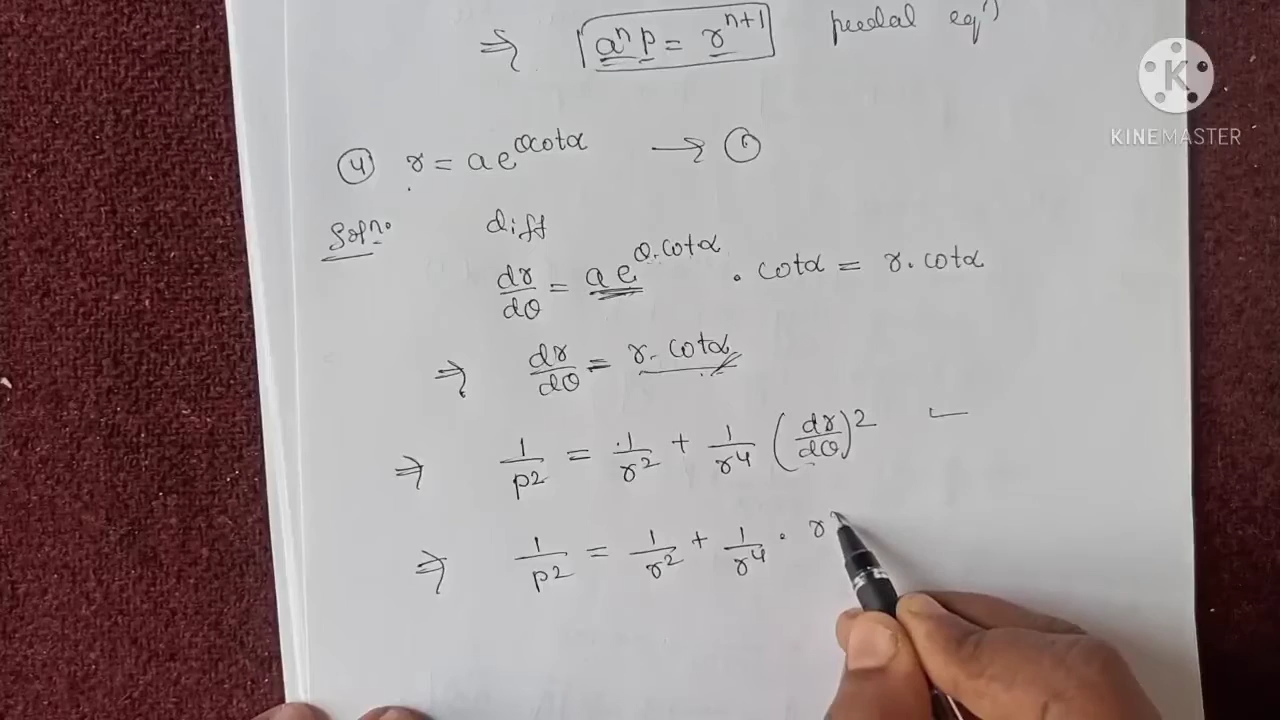 ⇒ aⁿ p = rⁿ⁺¹ pedal eqⁿ
K
KINEMASTER
④ r = ae^θcotα → ①
Solⁿ.
diff
dr/dθ = ae^θ.cotα . cotα = r.cotα
⇒ dr/dθ = r.cotα
⇒ 1/p² = 1/r² + 1/r⁴ (dr/dθ)²
⇒ 1/p² = 1/r² + 1/r⁴ . r